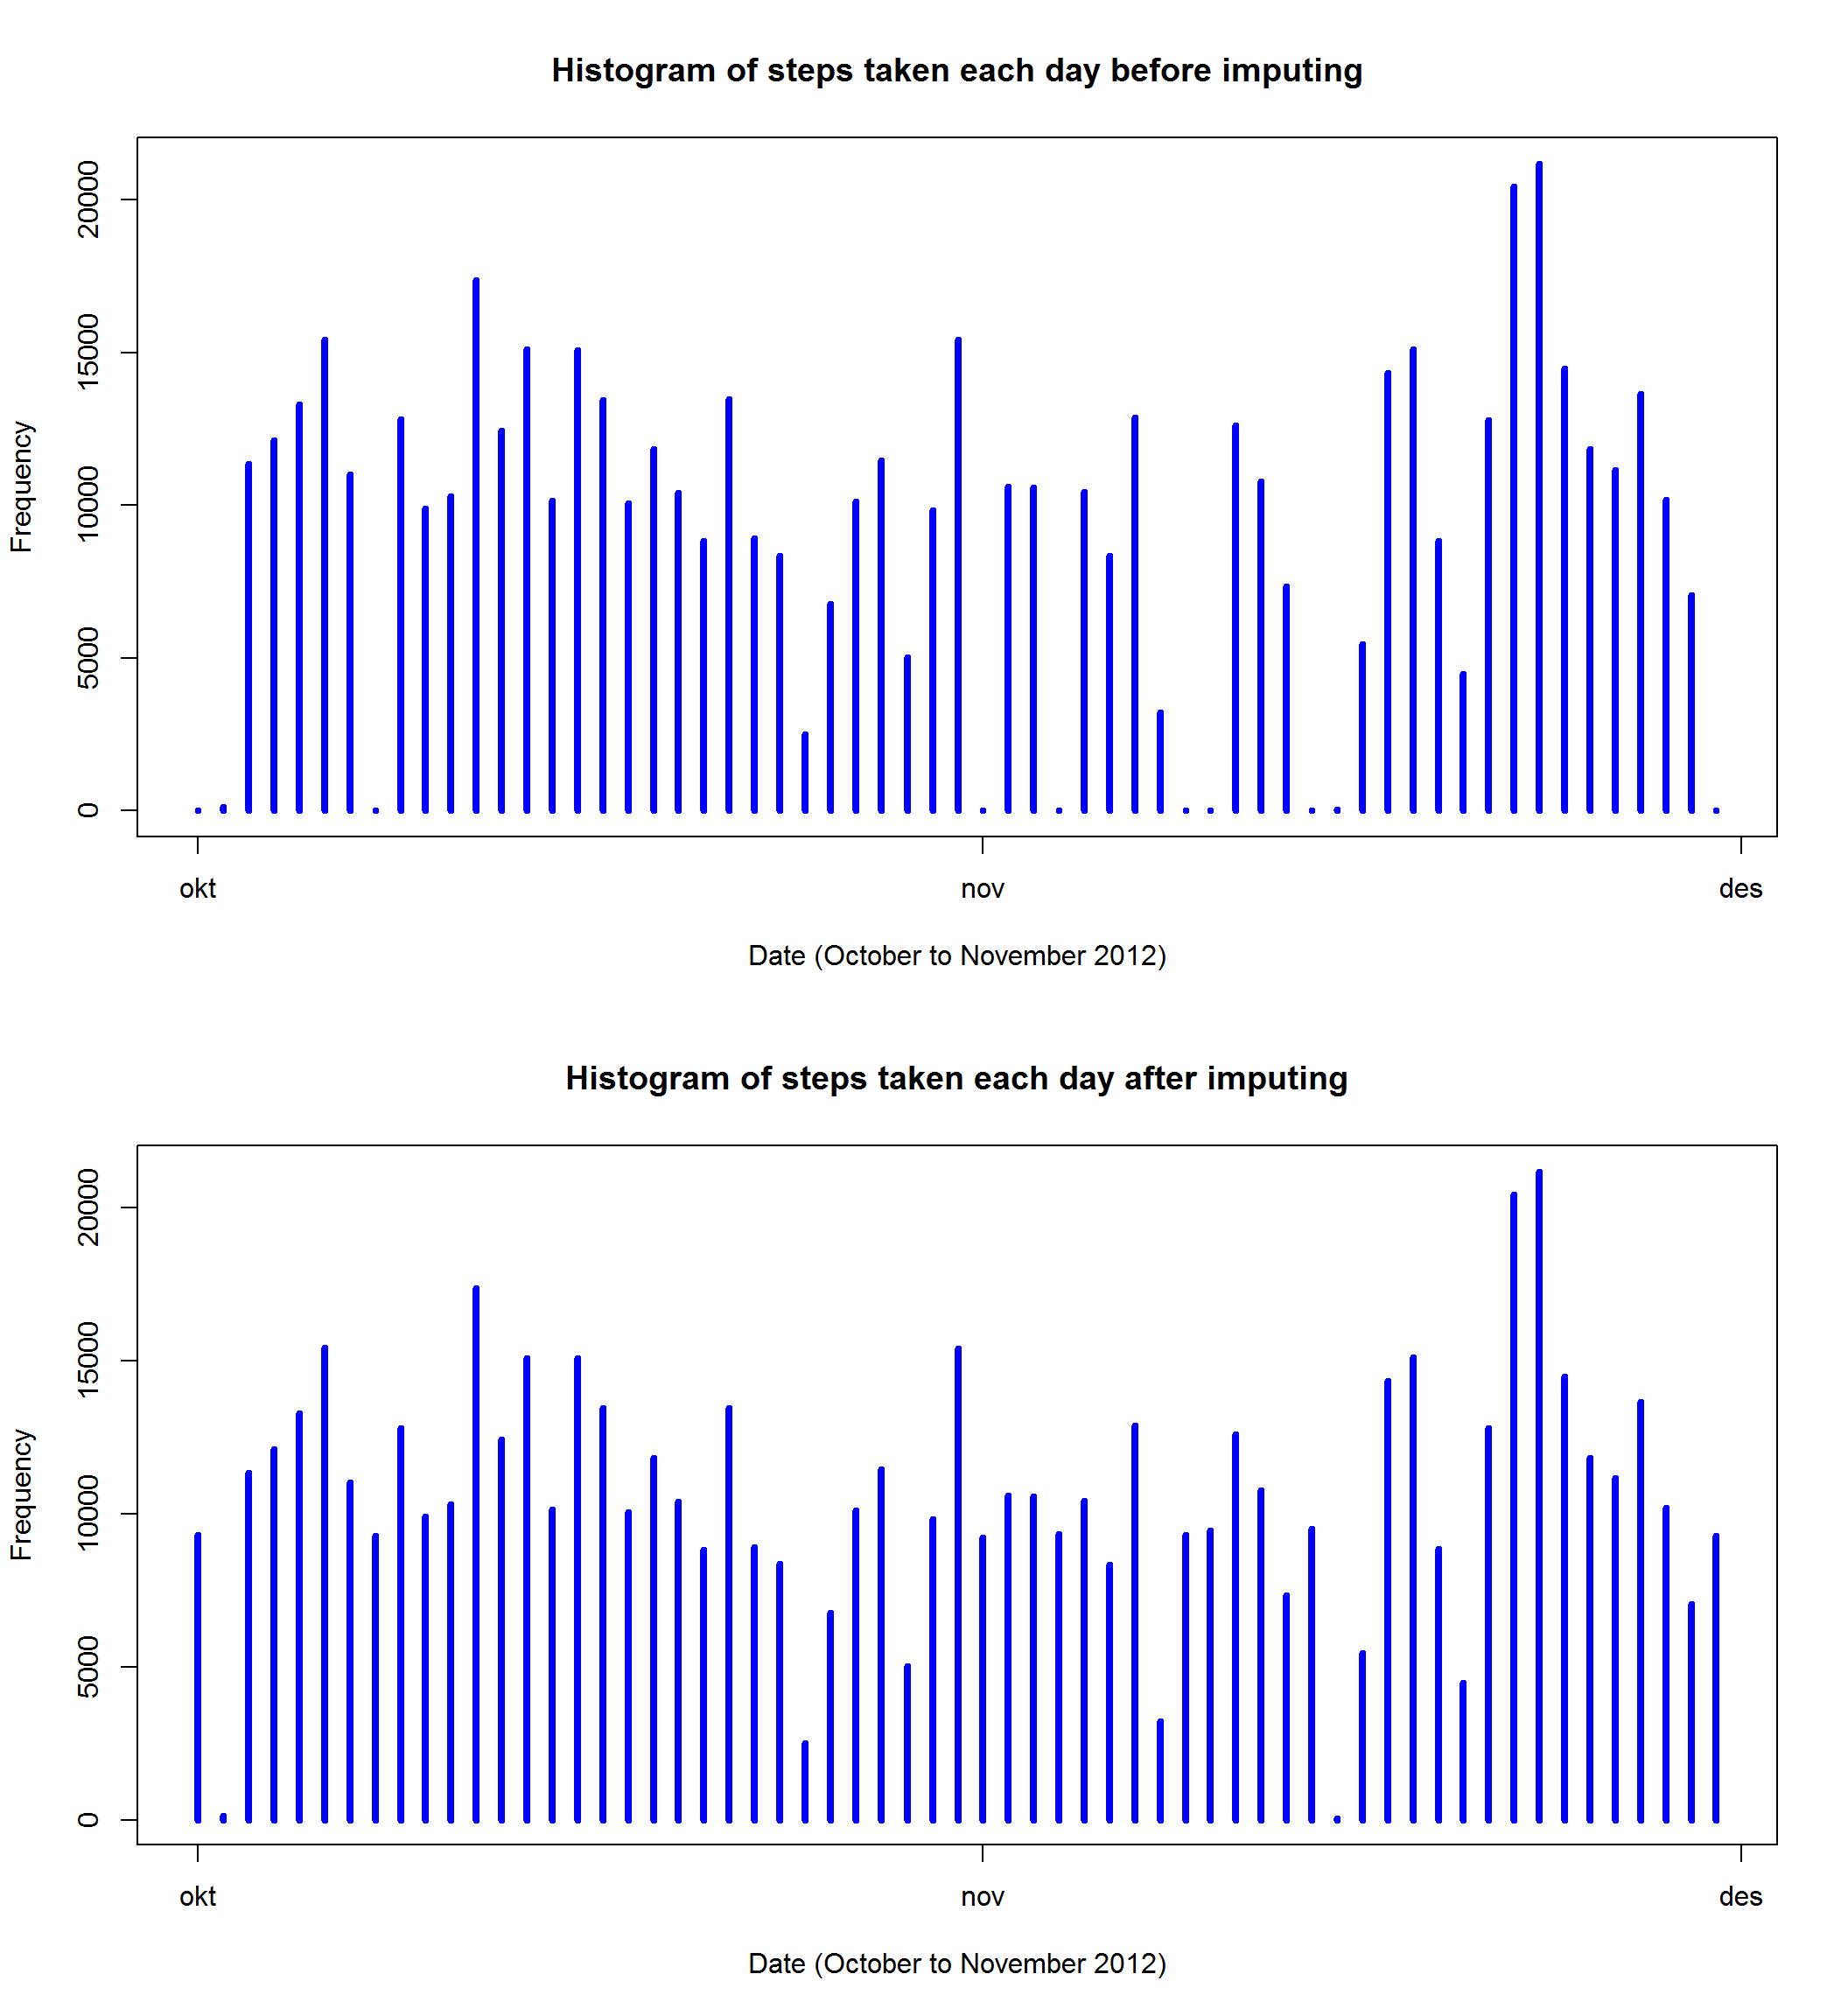 Histogram of steps taken each day before imputing
Frequency
20000
15000
10000
5000
0
okt nov des
Date (October to November 2012)
Histogram of steps taken each day after imputing
Frequency
20000
15000
10000
5000
0
okt nov des
Date (October to November 2012)